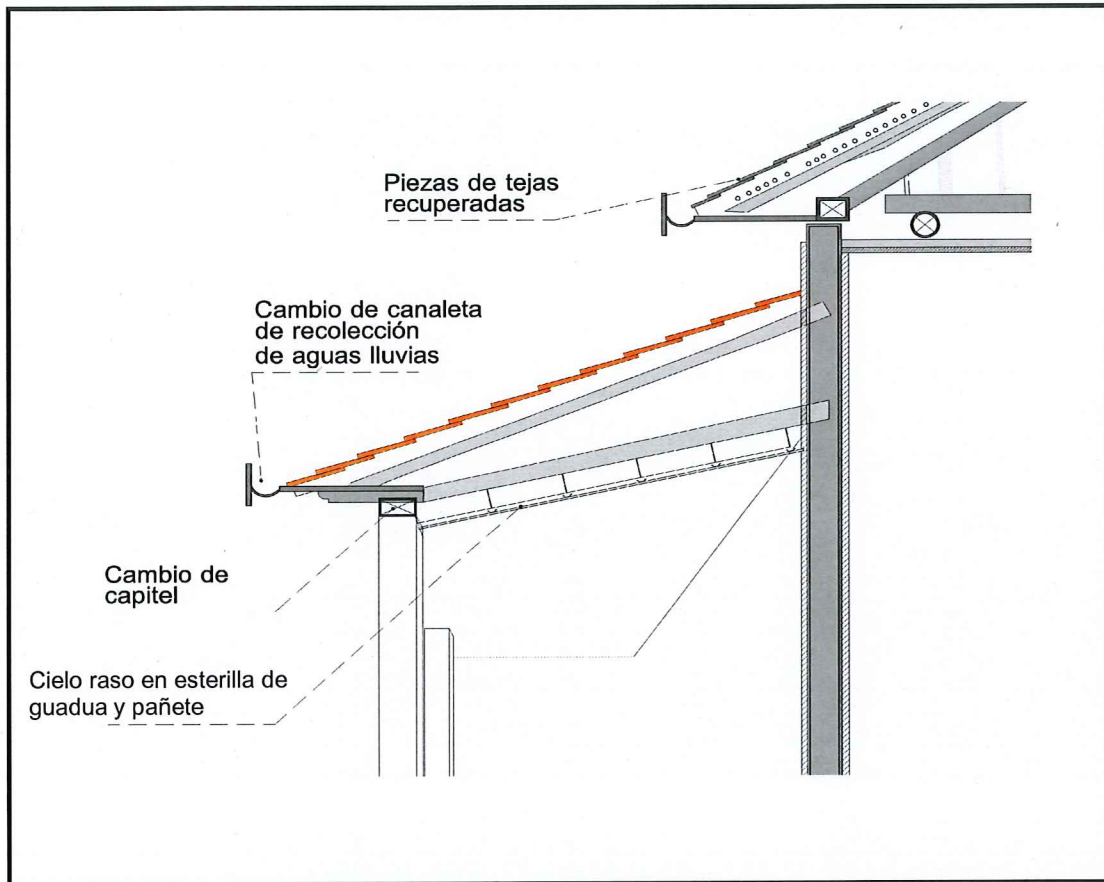 Piezas de tejas
recuperadas
Cambio de canaleta
de recolección
de aguas lluvias
Cambio de
capitel
Cielo raso en esterilla de
guadua y pañete